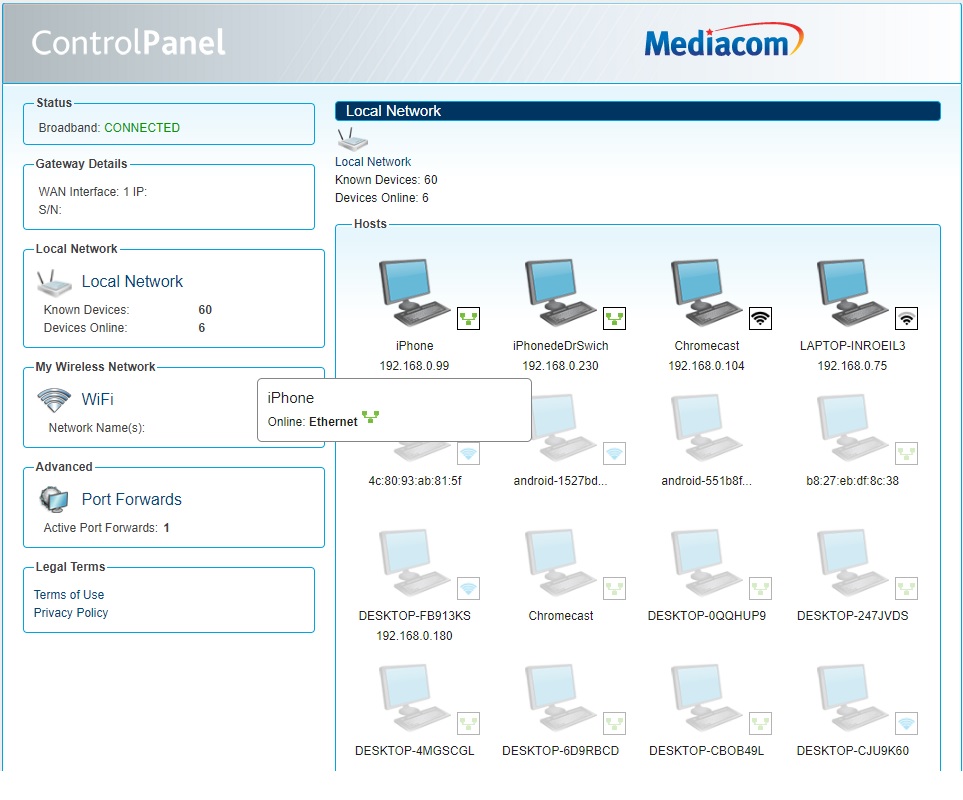 ControlPanel
Mediacom
Status
Broadband: CONNECTED
Gateway Details
WAN Interface: 1 IP:
S/N:
Local Network
Local Network
Known Devices: 60
Devices Online: 6
My Wireless Network
WiFi
Network Name(s):
Advanced
Port Forwards
Active Port Forwards: 1
Legal Terms
Terms of Use
Privacy Policy
Local Network
Local Network
Known Devices: 60
Devices Online: 6
Hosts
iPhone iPhonedeDrSwich Chromecast LAPTOP-INROEIL3
192.168.0.99 192.168.0.230 192.168.0.104 192.168.0.75
iPhone
Online: Ethernet
4c:80:93:ab:81:5f android-1527bd... android-551b8f... b8:27:eb:df:8c:38
DESKTOP-FB913KS Chromecast DESKTOP-0QQHUP9 DESKTOP-247JVDS
192.168.0.180
DESKTOP-4MGSCGL DESKTOP-6D9RBCD DESKTOP-CBOB49L DESKTOP-CJU9K60